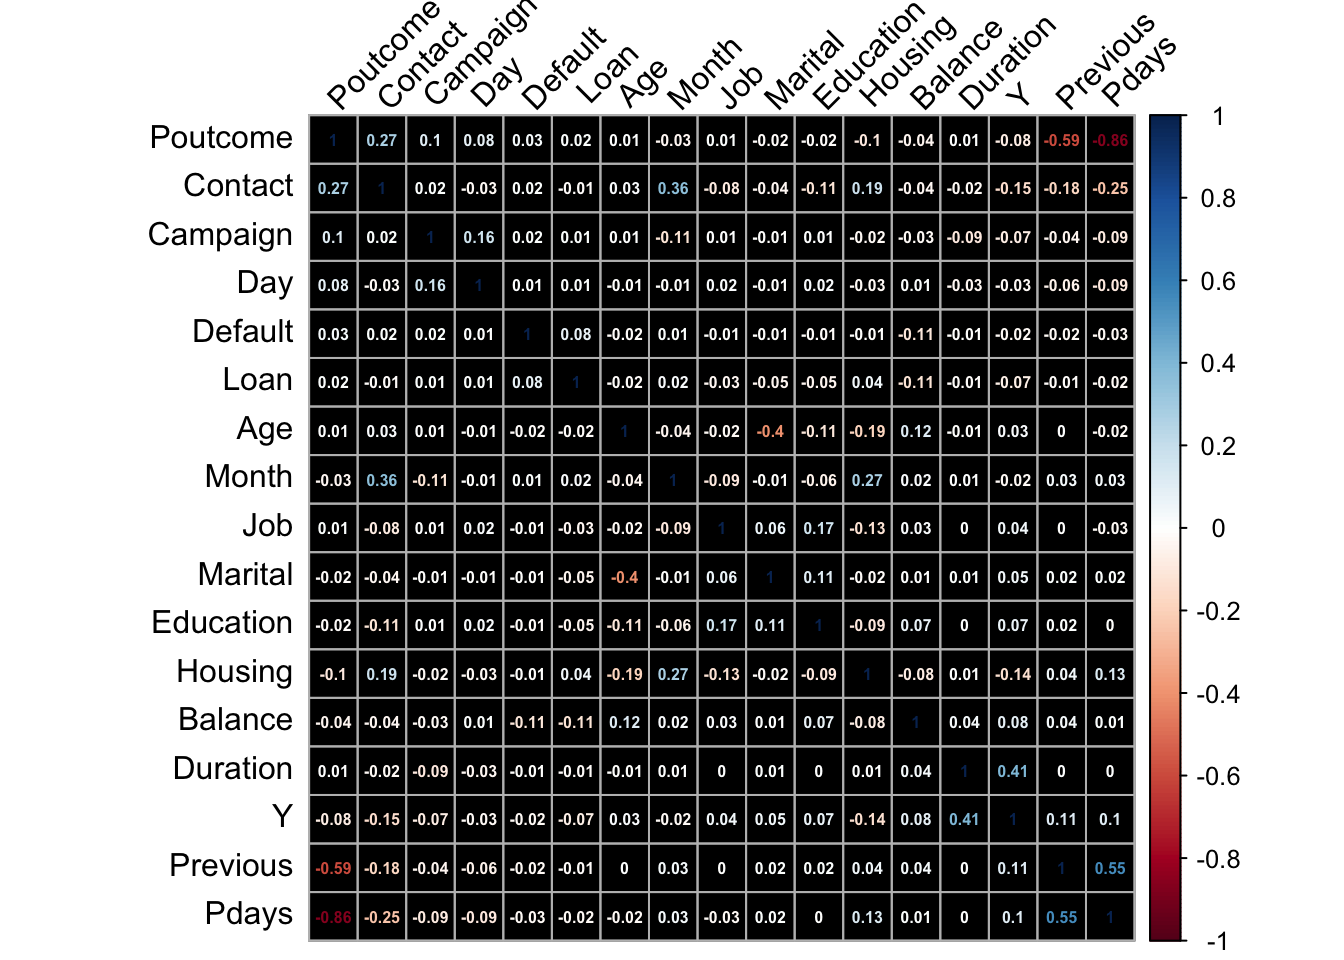 Poutcome Contact Campaign Day Default Loan Age Month Job Marital Education Housing Balance Duration Y Previous Pdays
Poutcome 1 0.27 0.1 0.08 0.03 0.02 0.01 -0.03 0.01 -0.02 -0.02 -0.1 -0.04 0.01 -0.08 -0.59 -0.86
Contact 0.27 1 0.02 -0.03 0.02 -0.01 0.03 0.36 -0.08 -0.04 -0.11 0.19 -0.04 -0.02 -0.15 -0.18 -0.25
Campaign 0.1 0.02 1 0.16 0.02 0.01 0.01 -0.11 0.01 -0.01 0.01 -0.02 -0.03 -0.09 -0.07 -0.04 -0.09
Day 0.08 -0.03 0.16 1 0.01 0.01 -0.01 -0.01 0.02 -0.01 0.02 -0.03 0.01 -0.03 -0.03 -0.06 -0.09
Default 0.03 0.02 0.02 0.01 1 0.08 -0.02 0.01 -0.01 -0.01 -0.01 -0.01 -0.11 -0.01 -0.02 -0.02 -0.03
Loan 0.02 -0.01 0.01 0.01 0.08 1 -0.02 0.02 -0.03 -0.05 -0.05 0.04 -0.11 -0.01 -0.07 -0.01 -0.02
Age 0.01 0.03 0.01 -0.01 -0.02 -0.02 1 -0.04 -0.02 -0.4 -0.11 -0.19 0.12 -0.01 0.03 0 -0.02
Month -0.03 0.36 -0.11 -0.01 0.01 0.02 -0.04 1 -0.09 -0.01 -0.06 0.27 0.02 0.01 -0.02 0.03 0.03
Job 0.01 -0.08 0.01 0.02 -0.01 -0.03 -0.02 -0.09 1 0.06 0.17 -0.13 0.03 0 0.04 0 -0.03
Marital -0.02 -0.04 -0.01 -0.01 -0.01 -0.05 -0.4 -0.01 0.06 1 0.11 -0.02 0.01 0.01 0.05 0.02 0.02
Education -0.02 -0.11 0.01 0.02 -0.01 -0.05 -0.11 -0.06 0.17 0.11 1 -0.09 0.07 0 0.07 0.02 0
Housing -0.1 0.19 -0.02 -0.03 -0.01 0.04 -0.19 0.27 -0.13 -0.02 -0.09 1 -0.08 0.01 -0.14 0.04 0.13
Balance -0.04 -0.04 -0.03 0.01 -0.11 -0.11 0.12 0.02 0.03 0.01 0.07 -0.08 1 0.04 0.08 0.04 0.01
Duration 0.01 -0.02 -0.09 -0.03 -0.01 -0.01 -0.01 0.01 0 0.01 0 0.01 0.04 1 0.41 0 0
Y -0.08 -0.15 -0.07 -0.03 -0.02 -0.07 0.03 -0.02 0.04 0.05 0.07 -0.14 0.08 0.41 1 0.11 0.1
Previous -0.59 -0.18 -0.04 -0.06 -0.02 -0.01 0 0.03 0 0.02 0.02 0.04 0.04 0 0.11 1 0.55
Pdays -0.86 -0.25 -0.09 -0.09 -0.03 -0.02 -0.02 0.03 -0.03 0.02 0 0.13 0.01 0 0.1 0.55 1
1
0.8
0.6
0.4
0.2
0
-0.2
-0.4
-0.6
-0.8
-1